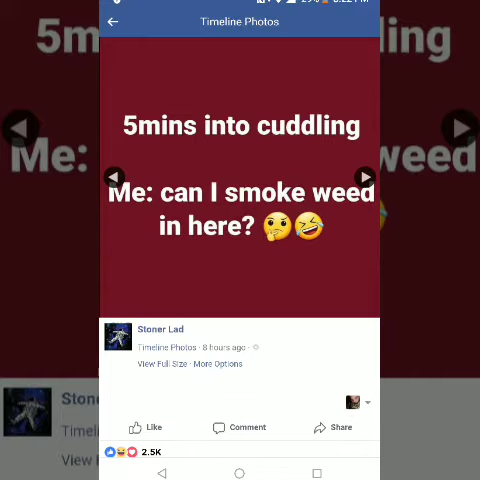 Timeline Photos
5mins into cuddling
Me: can I smoke weed
in here? 🤔🤣
Stoner Lad
Timeline Photos · 8 hours ago ·
View Full Size · More Options
Like Comment Share
2.5K